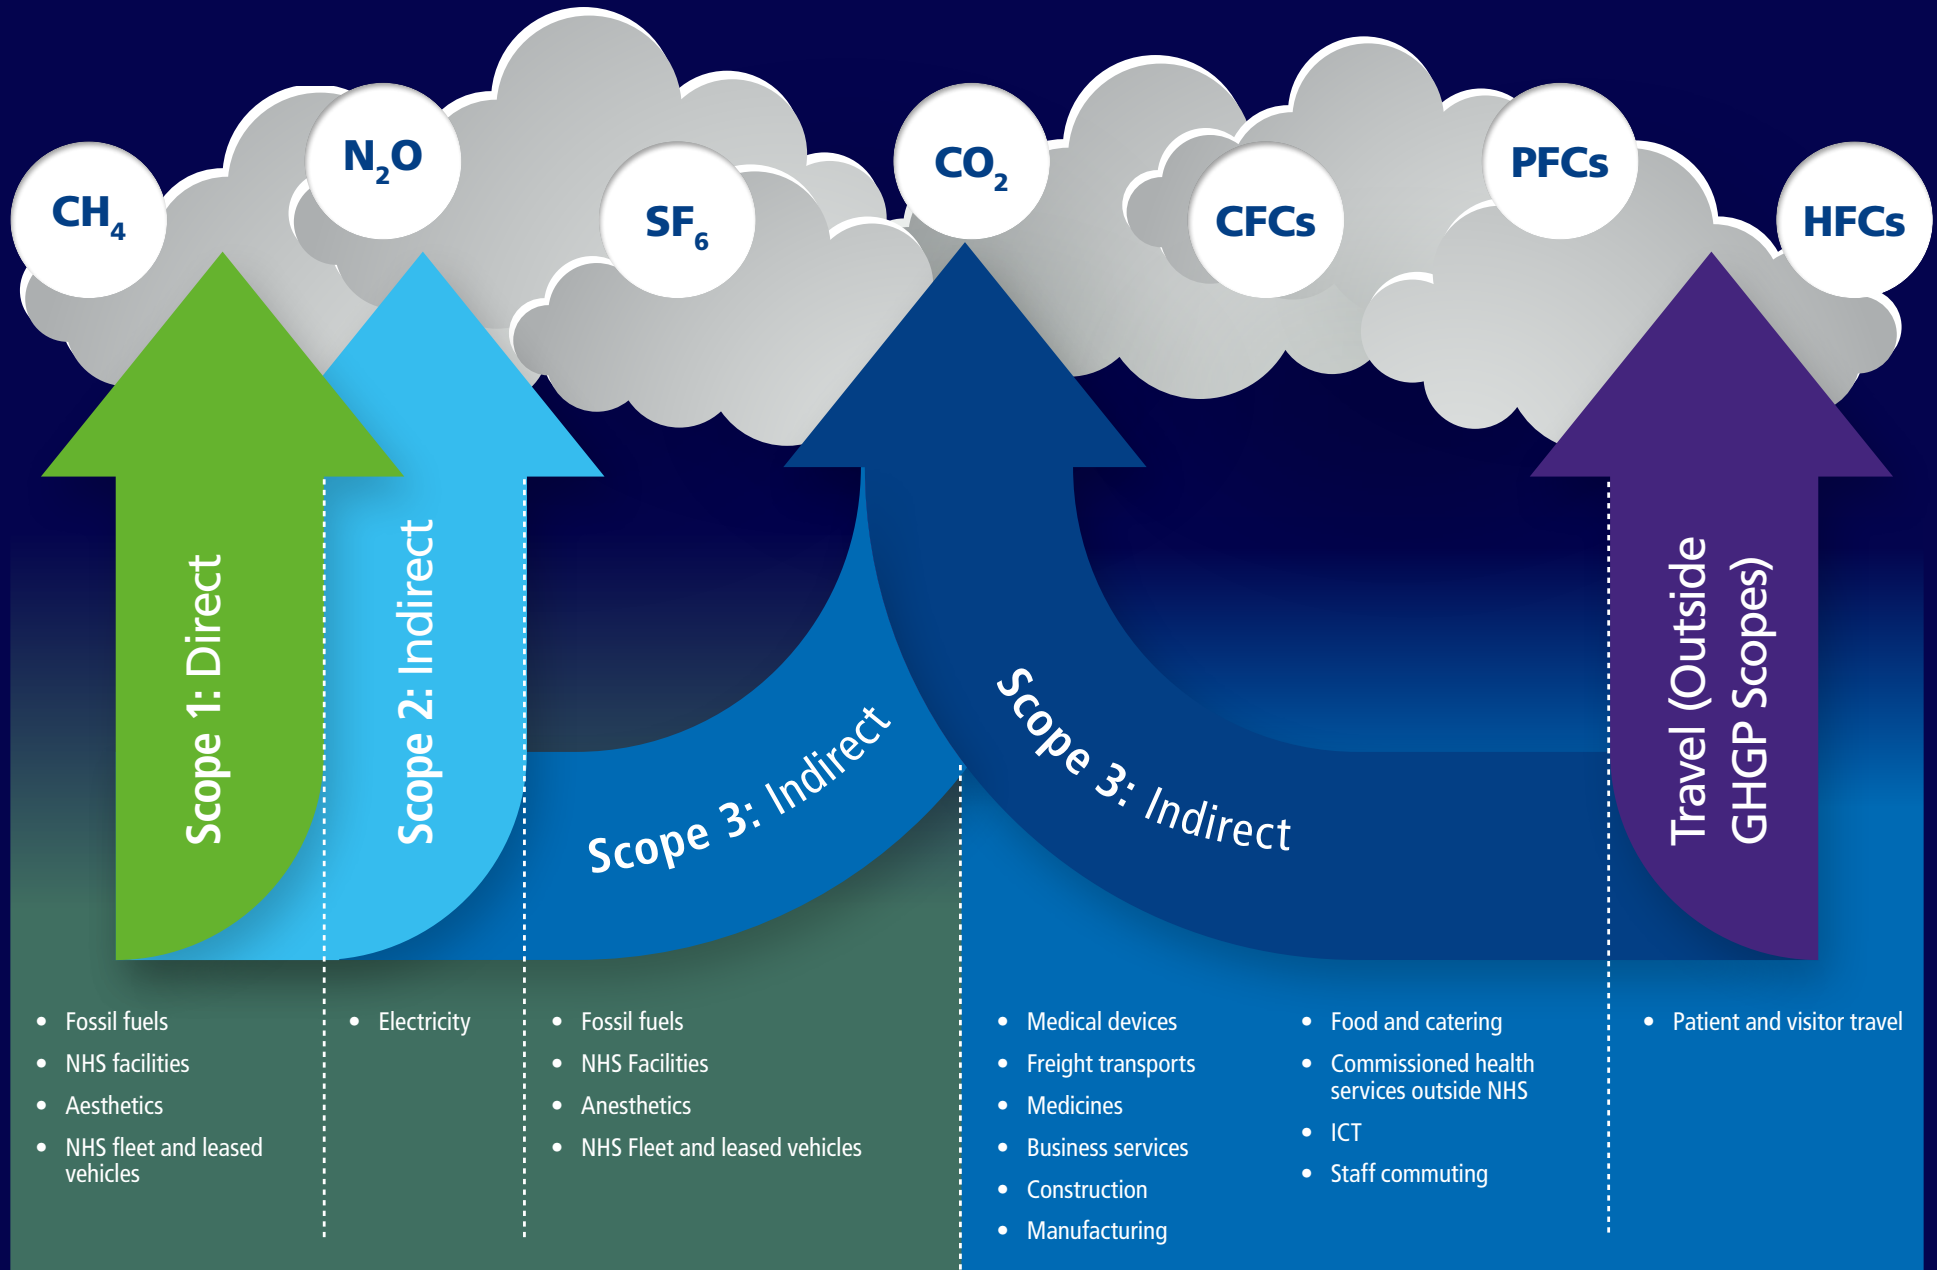 CH₄
N₂O
SF₆
CO₂
CFCs
PFCs
HFCs
Scope 1: Direct
Scope 2: Indirect
Scope 3: Indirect
Scope 3: Indirect
Travel (Outside
GHGP Scopes)
• Fossil fuels
• NHS facilities
• Aesthetics
• NHS fleet and leased
vehicles
• Electricity
• Fossil fuels
• NHS Facilities
• Anesthetics
• NHS Fleet and leased vehicles
• Medical devices
• Freight transports
• Medicines
• Business services
• Construction
• Manufacturing
• Food and catering
• Commissioned health
services outside NHS
• ICT
• Staff commuting
• Patient and visitor travel